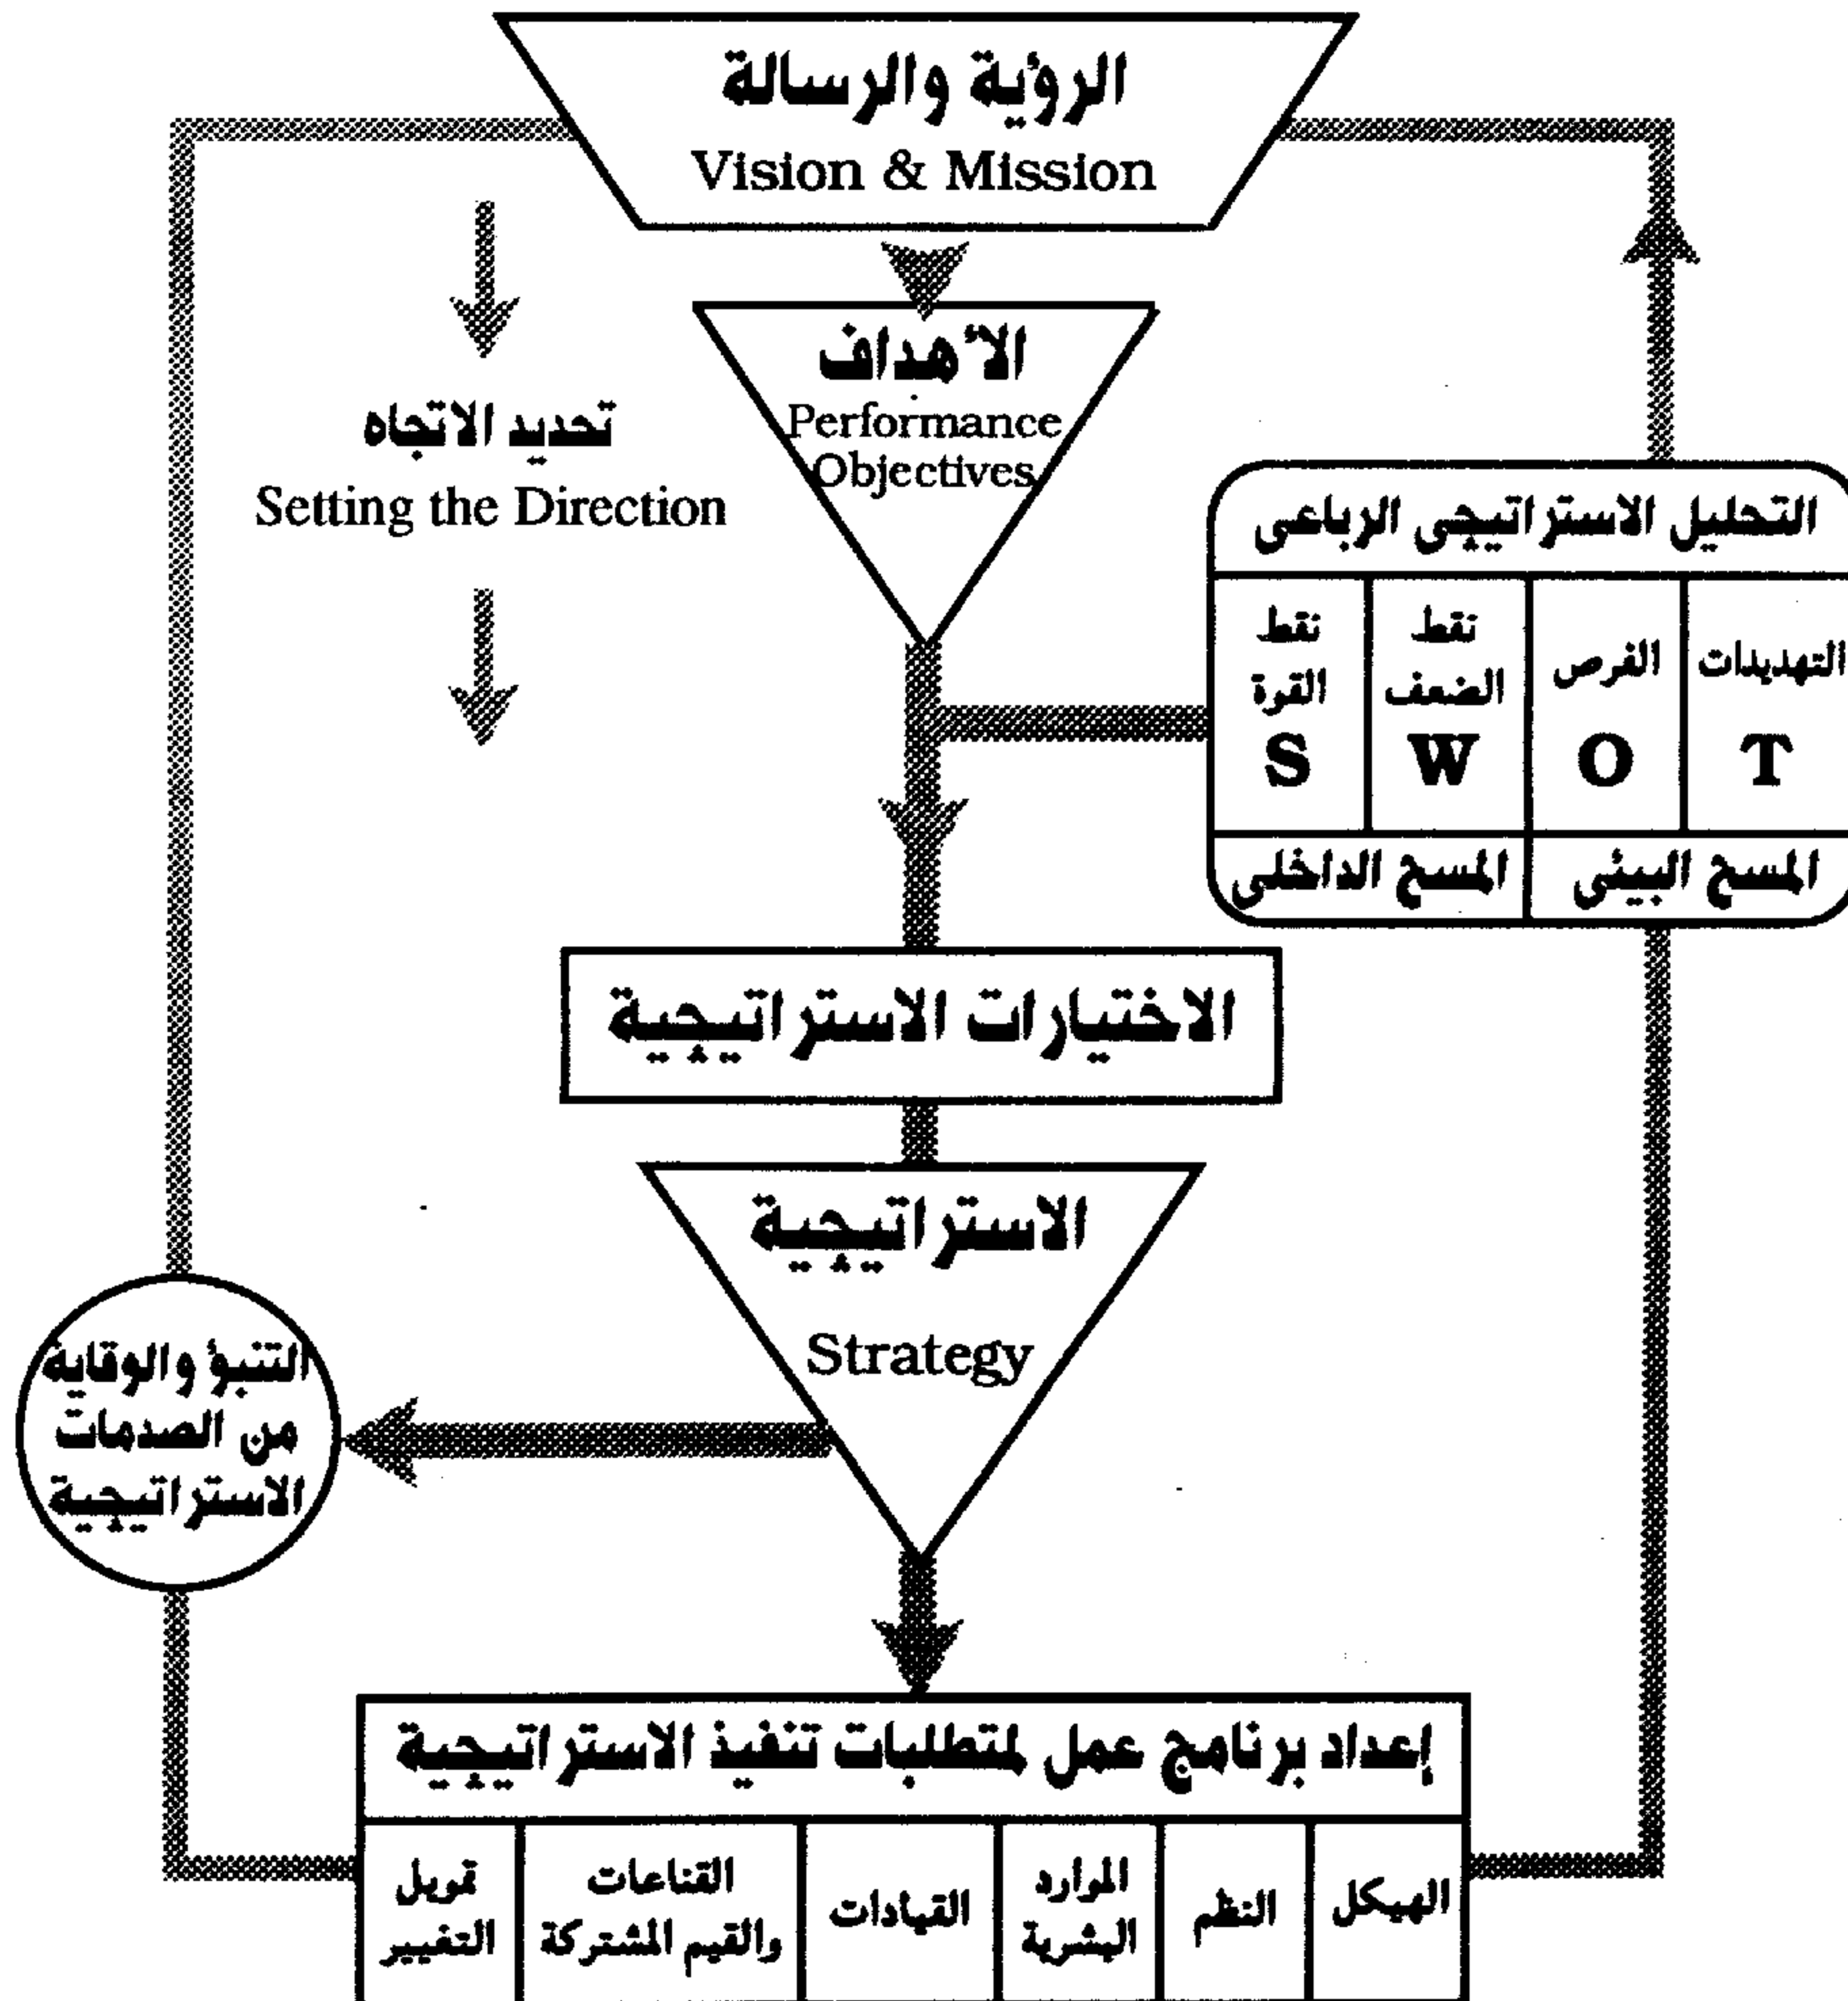 الرؤية والرسالة
Vision & Mission
الأهداف
Performance
Objectives
تحديد الاتجاه
Setting the Direction
التحليل الاستراتيجى الرباعى
التهديدات
T
الفرص
O
نقط
الضعف
W
نقط
القرة
S
المسح البيئى
المسح الداخلى
الاختيارات الاستراتيجية
الاستراتيجية
Strategy
التنبؤ والوقاية
من الصدمات
الاستراتيجية
إعداد برنامج عمل لمتطلبات تنفيذ الاستراتيجية
الهيكل
النظم
الموارد
البشرية
القيادات
القناعات
والقيم المشتركة
تمويل
التغيير